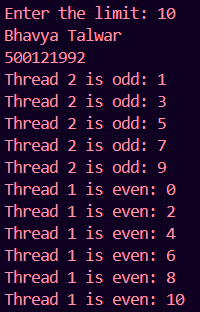 Enter the limit: 10
Bhavya Talwar
500121992
Thread 2 is odd: 1
Thread 2 is odd: 3
Thread 2 is odd: 5
Thread 2 is odd: 7
Thread 2 is odd: 9
Thread 1 is even: 0
Thread 1 is even: 2
Thread 1 is even: 4
Thread 1 is even: 6
Thread 1 is even: 8
Thread 1 is even: 10